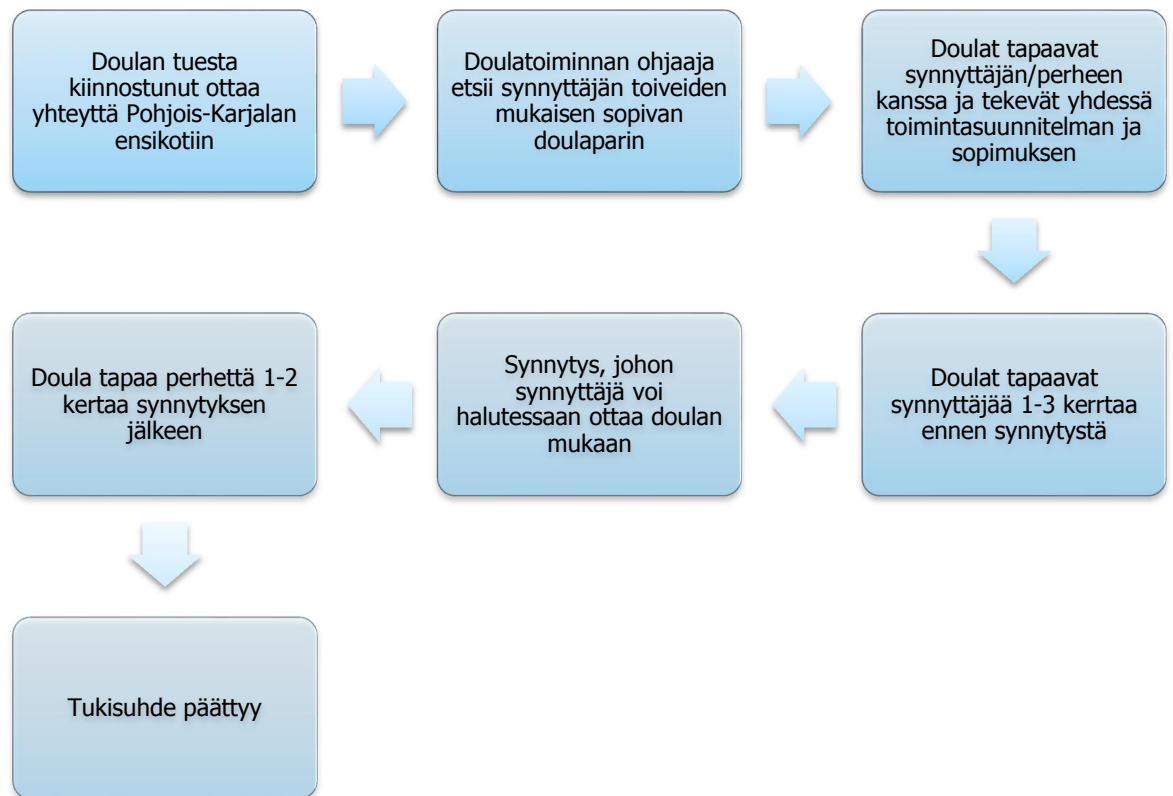 Doulan tuesta
kiinnostunut ottaa
yhteyttä Pohjois-Karjalan
ensikotiin
Doulatoiminnan ohjaaja
etsii synnyttäjän toiveiden
mukaisen sopivan
doulaparin
Doulat tapaavat
synnyttäjän/perheen
kanssa ja tekevät yhdessä
toimintasuunnitelman ja
sopimuksen
Doulat tapaavat
synnyttäjää 1-3 kerrtaa
ennen synnytystä
Synnytys, johon
synnyttäjä voi
halutessaan ottaa doulan
mukaan
Doula tapaa perhettä 1-2
kertaa synnytyksen
jälkeen
Tukisuhde päättyy